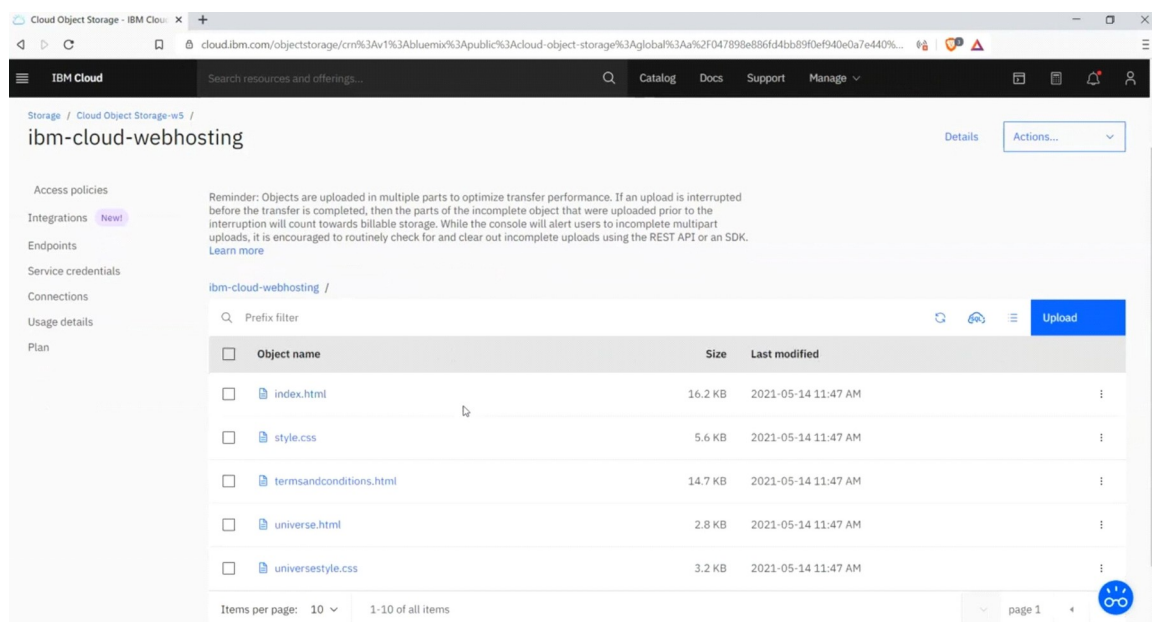 Cloud Object Storage - IBM Clou
cloud.ibm.com/objectstorage/crn%3Av1%3Abluemix%3Apublic%3Acloud-object-storage%3Aglobal%3Aa%2F047898e886fd4bb89f0ef940e0a7e440%...
IBM Cloud
Search resources and offerings...
Catalog
Docs
Support
Manage
Storage / Cloud Object Storage-w5 /
ibm-cloud-webhosting
Details
Actions...
Access policies
Integrations New!
Endpoints
Service credentials
Connections
Usage details
Plan
Reminder: Objects are uploaded in multiple parts to optimize transfer performance. If an upload is interrupted
before the transfer is completed, then the parts of the incomplete object that were uploaded prior to the
interruption will count towards billable storage. While the console will alert users to incomplete multipart
uploads, it is encouraged to routinely check for and clear out incomplete uploads using the REST API or an SDK.
Learn more
ibm-cloud-webhosting /
Prefix filter
SQL
Upload
Object name Size Last modified
index.html 16.2 KB 2021-05-14 11:47 AM
style.css 5.6 KB 2021-05-14 11:47 AM
termsandconditions.html 14.7 KB 2021-05-14 11:47 AM
universe.html 2.8 KB 2021-05-14 11:47 AM
universestyle.css 3.2 KB 2021-05-14 11:47 AM
Items per page: 10 1-10 of all items page 1